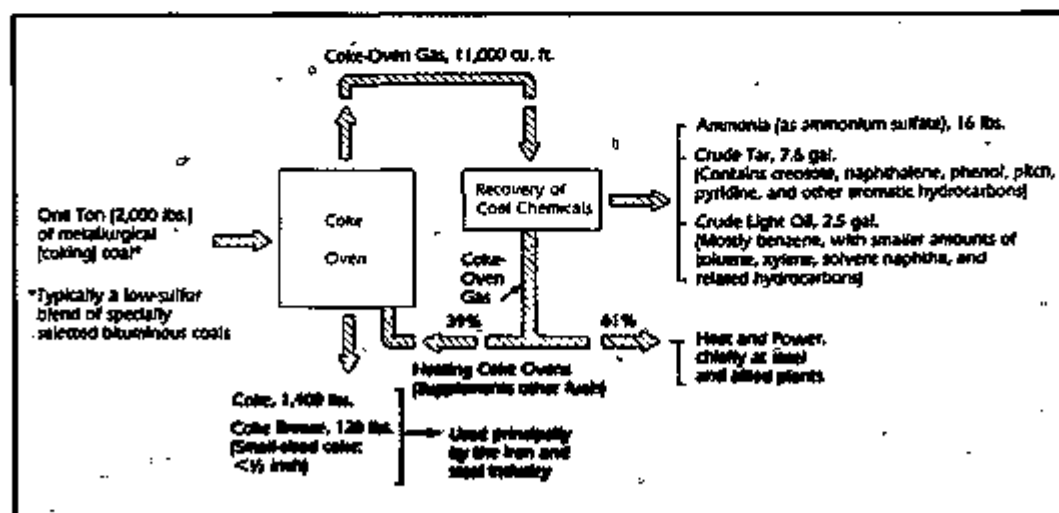 Coke-Oven Gas, 11,000 cu. ft.
One Ton (2,000 lbs.)
of metallurgical
(coking) coal*
*Typically a low-sulfur
blend of specially
selected bituminous coals
Coke
Oven
Recovery of
Coal Chemicals
Ammonia (as ammonium sulfate), 16 lbs.
Crude Tar, 7.6 gal.
(Contains creosote, naphthalene, phenol, pitch,
pyridine, and other aromatic hydrocarbons)
Crude Light Oil, 2.5 gal.
(Mostly benzene, with smaller amounts of
toluene, xylene, solvent naphtha, and
related hydrocarbons)
Coke-
Oven
Gas
39%
61%
Heating Coke Ovens
(Supplements other fuels)
Heat and Power,
chiefly at steel
and allied plants
Coke, 1,400 lbs.
Coke Breeze, 120 lbs.
(Small-sized coke:
<½ inch)
Used principally
by the iron and
steel industry